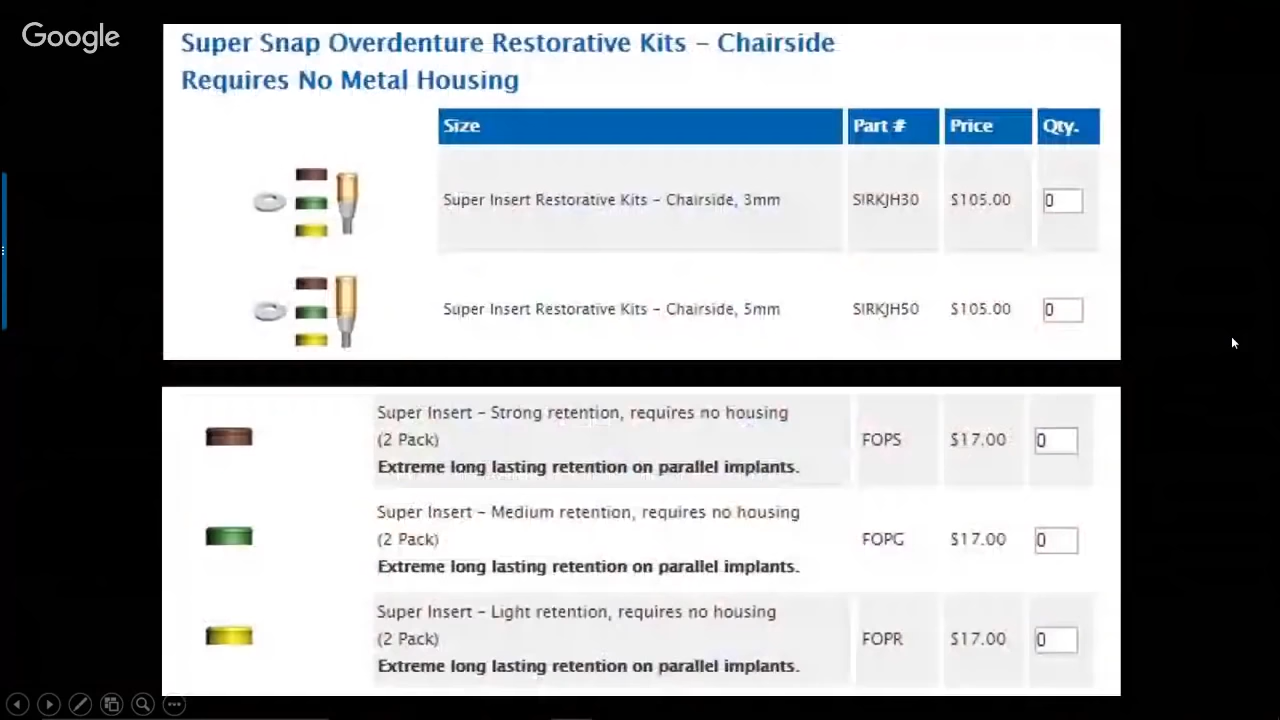 Google
Super Snap Overdenture Restorative Kits - Chairside
Requires No Metal Housing
Size Part # Price Qty.
Super Insert Restorative Kits - Chairside, 3mm SIRKJH30 $105.00 0
Super Insert Restorative Kits - Chairside, 5mm SIRKJH50 $105.00 0
Super Insert - Strong retention, requires no housing
(2 Pack) FOPS $17.00 0
Extreme long lasting retention on parallel implants.
Super Insert - Medium retention, requires no housing
(2 Pack) FOPG $17.00 0
Extreme long lasting retention on parallel implants.
Super Insert - Light retention, requires no housing
(2 Pack) FOPR $17.00 0
Extreme long lasting retention on parallel implants.